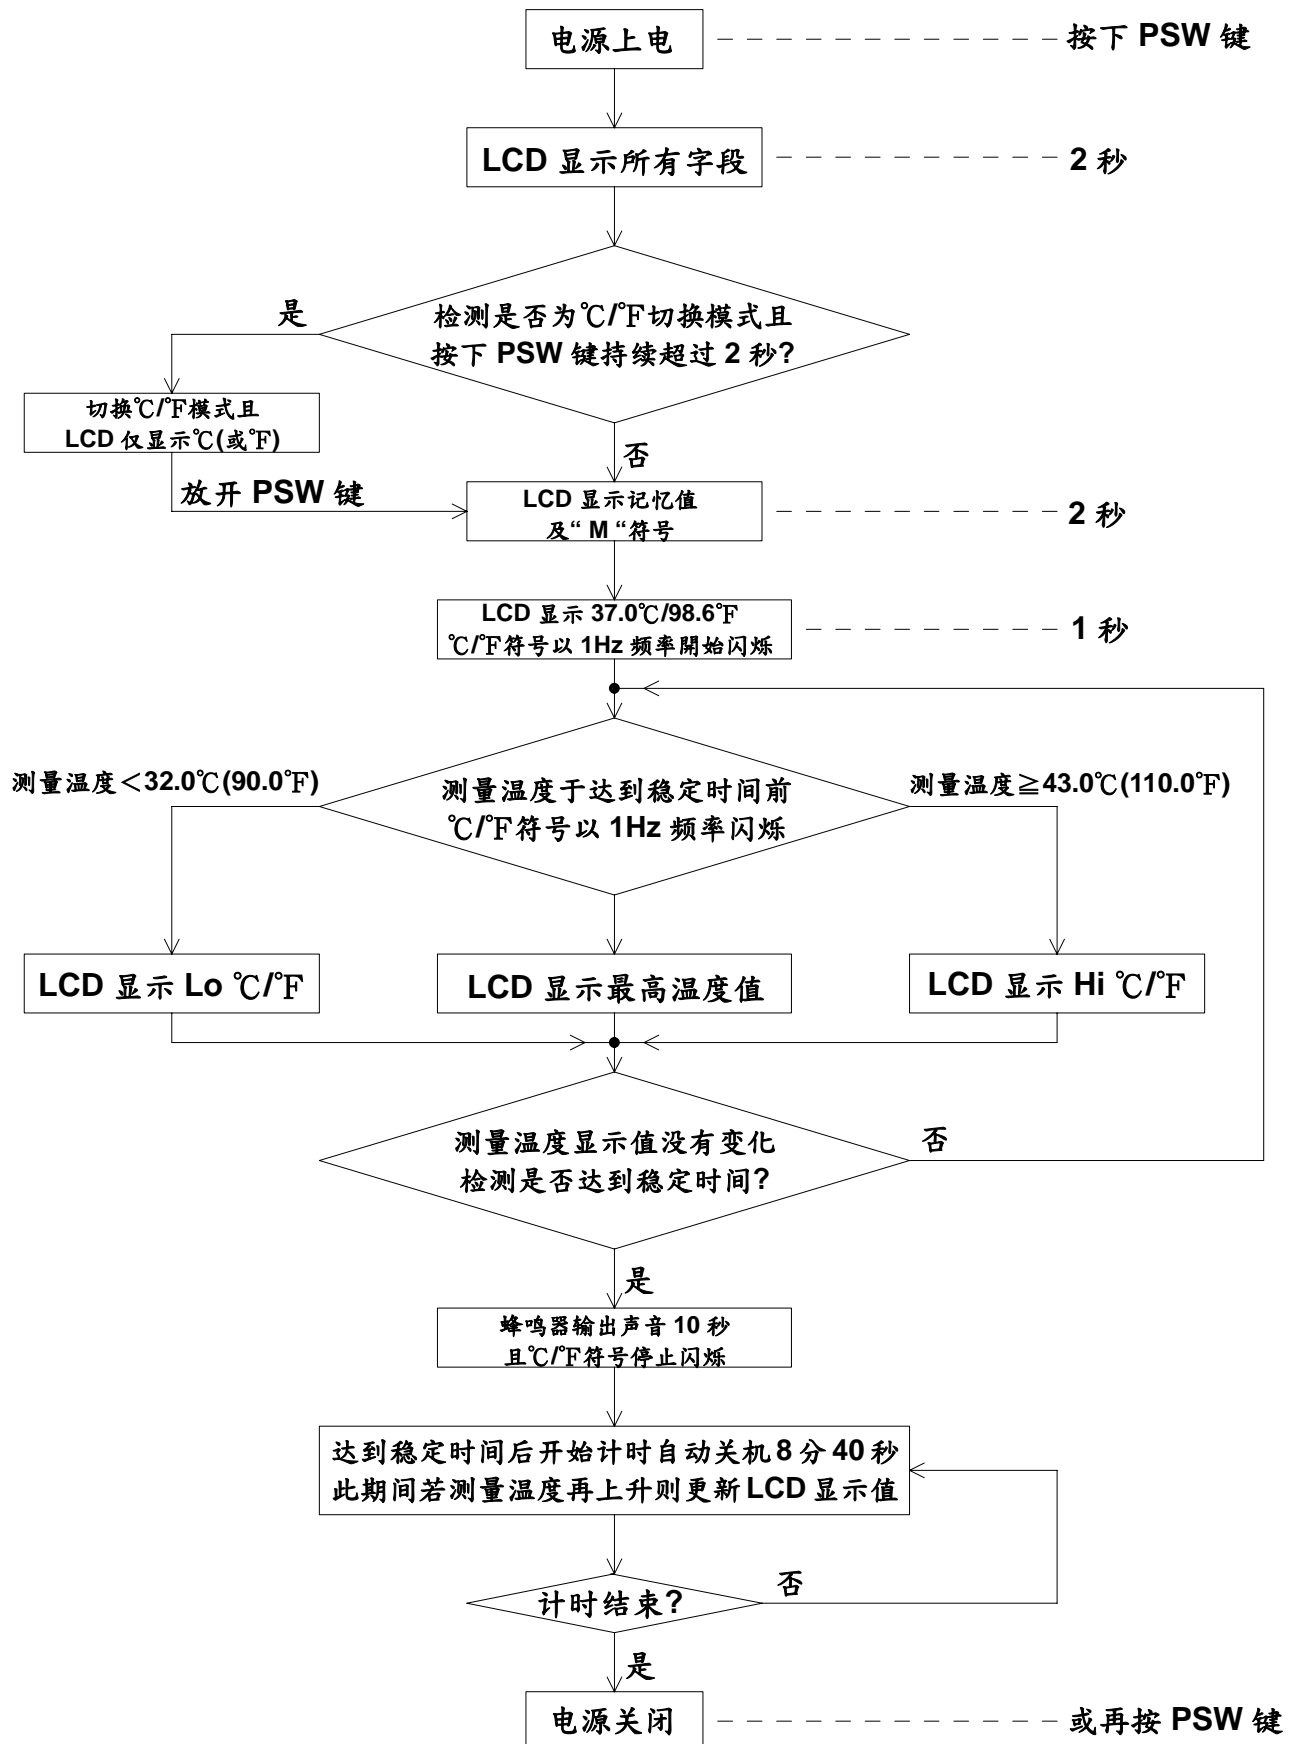 电源上电
按下 PSW 键
LCD 显示所有字段
2 秒
检测是否为℃/℉切换模式且
按下 PSW 键持续超过 2 秒?
是
切换℃/℉模式且
LCD 仅显示℃(或℉)
否
放开 PSW 键
LCD 显示记忆值
及“ M “符号
2 秒
LCD 显示 37.0℃/98.6℉
℃/℉符号以 1Hz 频率開始闪烁
1 秒
测量温度＜32.0℃(90.0℉)
测量温度于达到稳定时间前
℃/℉符号以 1Hz 频率闪烁
测量温度≧43.0℃(110.0℉)
LCD 显示 Lo ℃/℉
LCD 显示最高温度值
LCD 显示 Hi ℃/℉
测量温度显示值没有变化
检测是否达到稳定时间?
否
是
蜂鸣器输出声音 10 秒
且℃/℉符号停止闪烁
达到稳定时间后开始计时自动关机 8 分 40 秒
此期间若测量温度再上升则更新 LCD 显示值
计时结束?
否
是
电源关闭
或再按 PSW 键